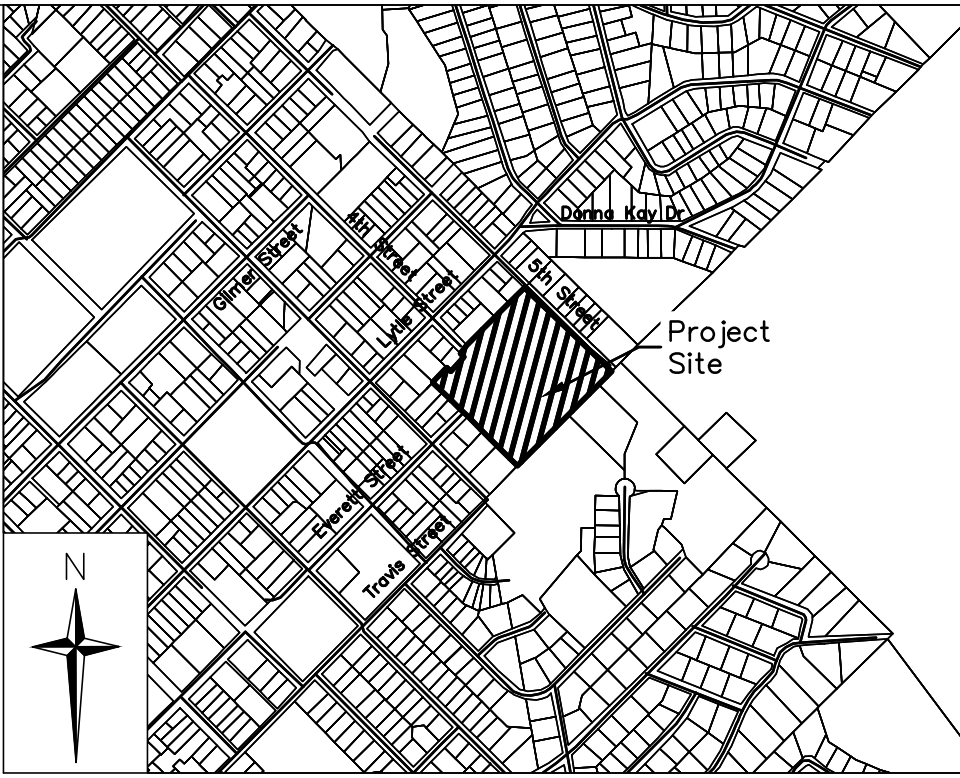 Donna Kay Dr
4th Street
Gilmer Street
5th Street
Lytle Street
Project
Site
Everett Street
Travis Street
N